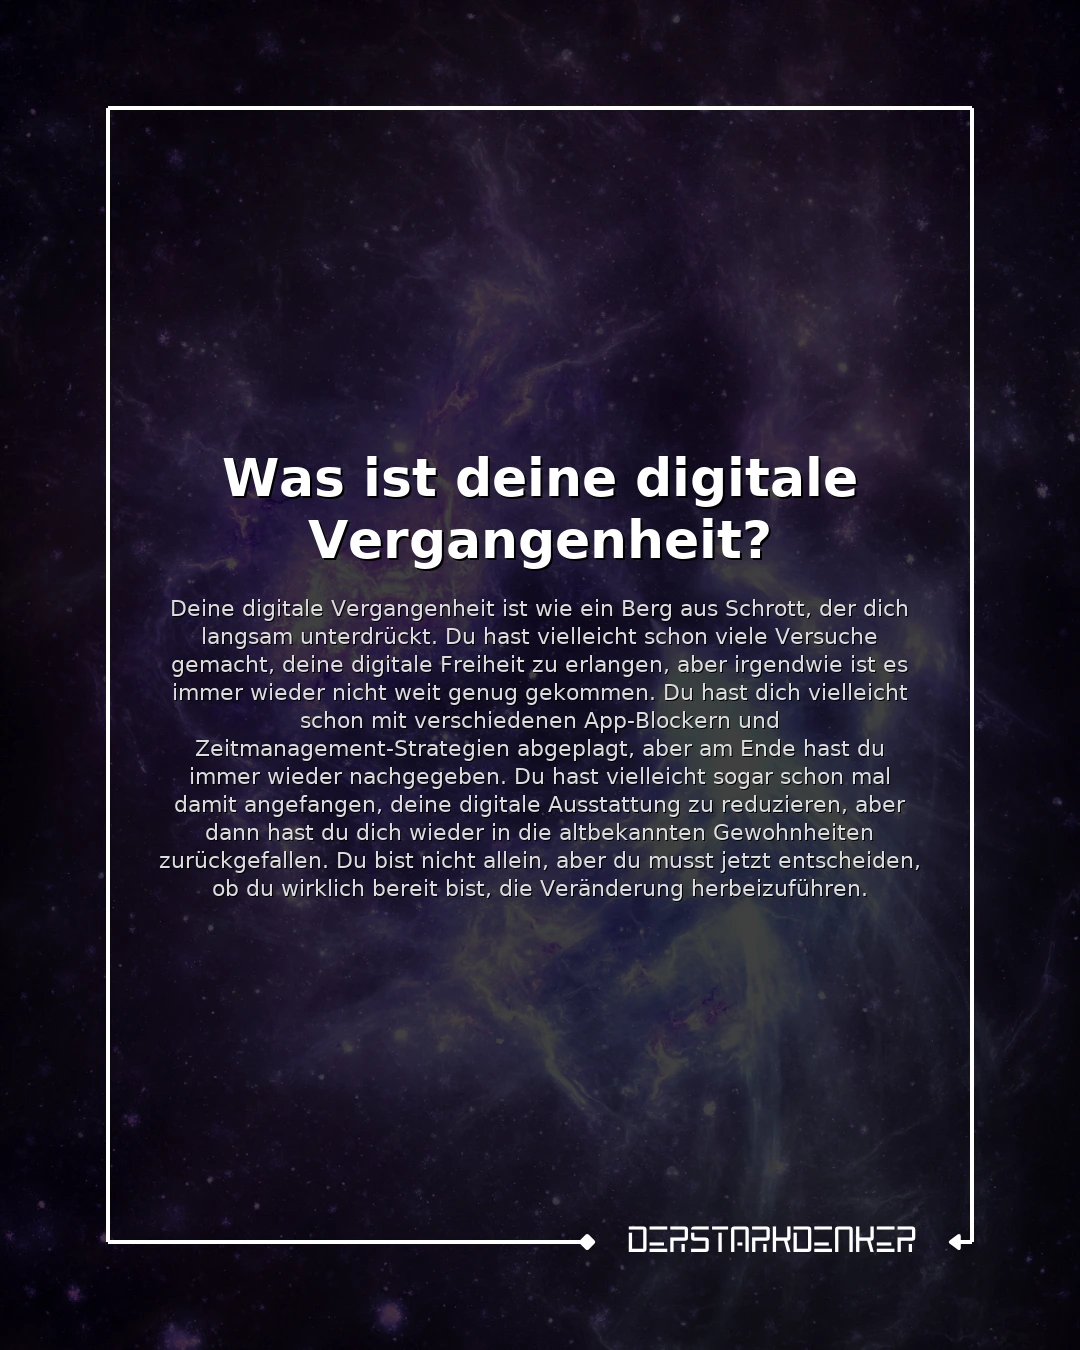 Was ist deine digitale
Vergangenheit?
Deine digitale Vergangenheit ist wie ein Berg aus Schrott, der dich
langsam unterdrückt. Du hast vielleicht schon viele Versuche
gemacht, deine digitale Freiheit zu erlangen, aber irgendwie ist es
immer wieder nicht weit genug gekommen. Du hast dich vielleicht
schon mit verschiedenen App-Blockern und
Zeitmanagement-Strategien abgeplagt, aber am Ende hast du
immer wieder nachgegeben. Du hast vielleicht sogar schon mal
damit angefangen, deine digitale Ausstattung zu reduzieren, aber
dann hast du dich wieder in die altbekannten Gewohnheiten
zurückgefallen. Du bist nicht allein, aber du musst jetzt entscheiden,
ob du wirklich bereit bist, die Veränderung herbeizuführen.
DERSTARKDENKER